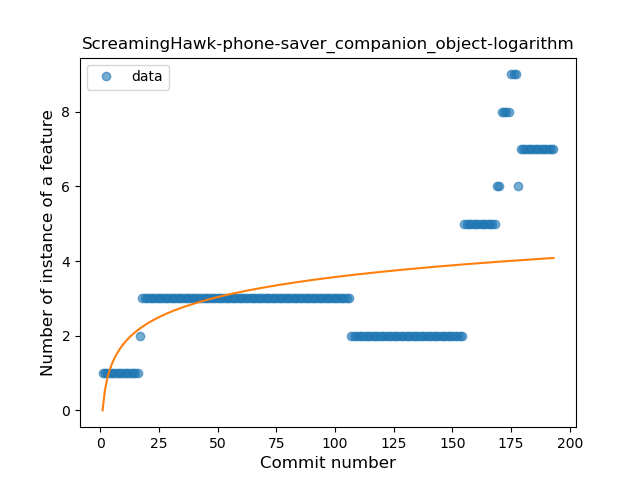 ScreamingHawk-phone-saver_companion_object-logarithm
data
Number of instance of a feature
8
6
4
2
0
0 25 50 75 100 125 150 175 200
Commit number